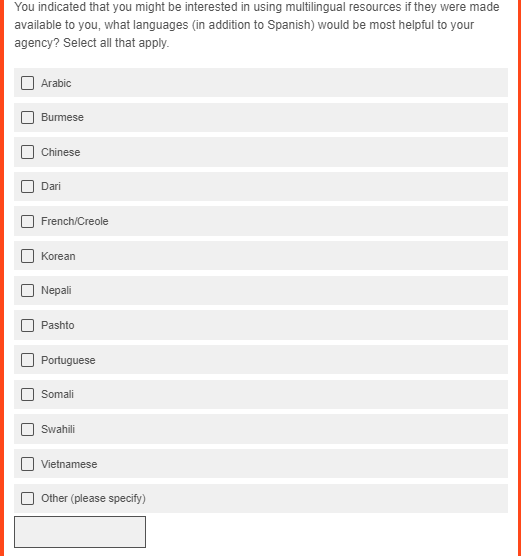 You indicated that you might be interested in using multilingual resources if they were made
available to you, what languages (in addition to Spanish) would be most helpful to your
agency? Select all that apply.
Arabic
Burmese
Chinese
Dari
French/Creole
Korean
Nepali
Pashto
Portuguese
Somali
Swahili
Vietnamese
Other (please specify)